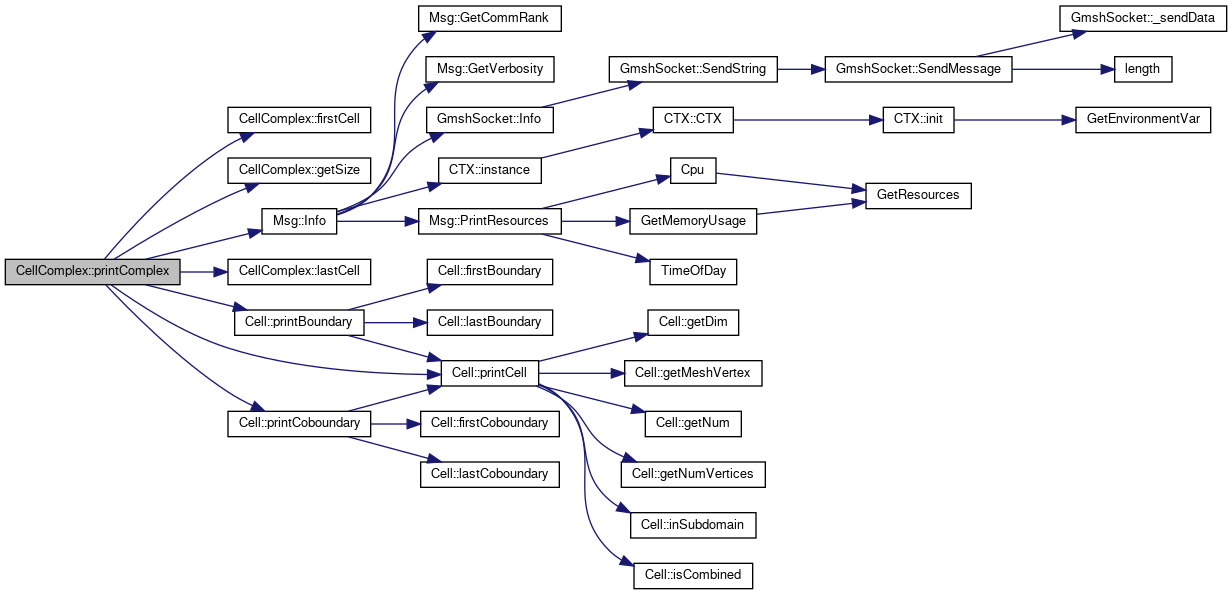 Msg::GetCommRank
GmshSocket::_sendData
Msg::GetVerbosity
GmshSocket::SendString
GmshSocket::SendMessage
length
CellComplex::firstCell
GmshSocket::Info
CTX::CTX
CTX::init
GetEnvironmentVar
CellComplex::getSize
CTX::instance
Cpu
GetResources
Msg::Info
Msg::PrintResources
GetMemoryUsage
CellComplex::printComplex
CellComplex::lastCell
Cell::firstBoundary
TimeOfDay
Cell::printBoundary
Cell::lastBoundary
Cell::getDim
Cell::printCell
Cell::getMeshVertex
Cell::printCoboundary
Cell::firstCoboundary
Cell::getNum
Cell::lastCoboundary
Cell::getNumVertices
Cell::inSubdomain
Cell::isCombined